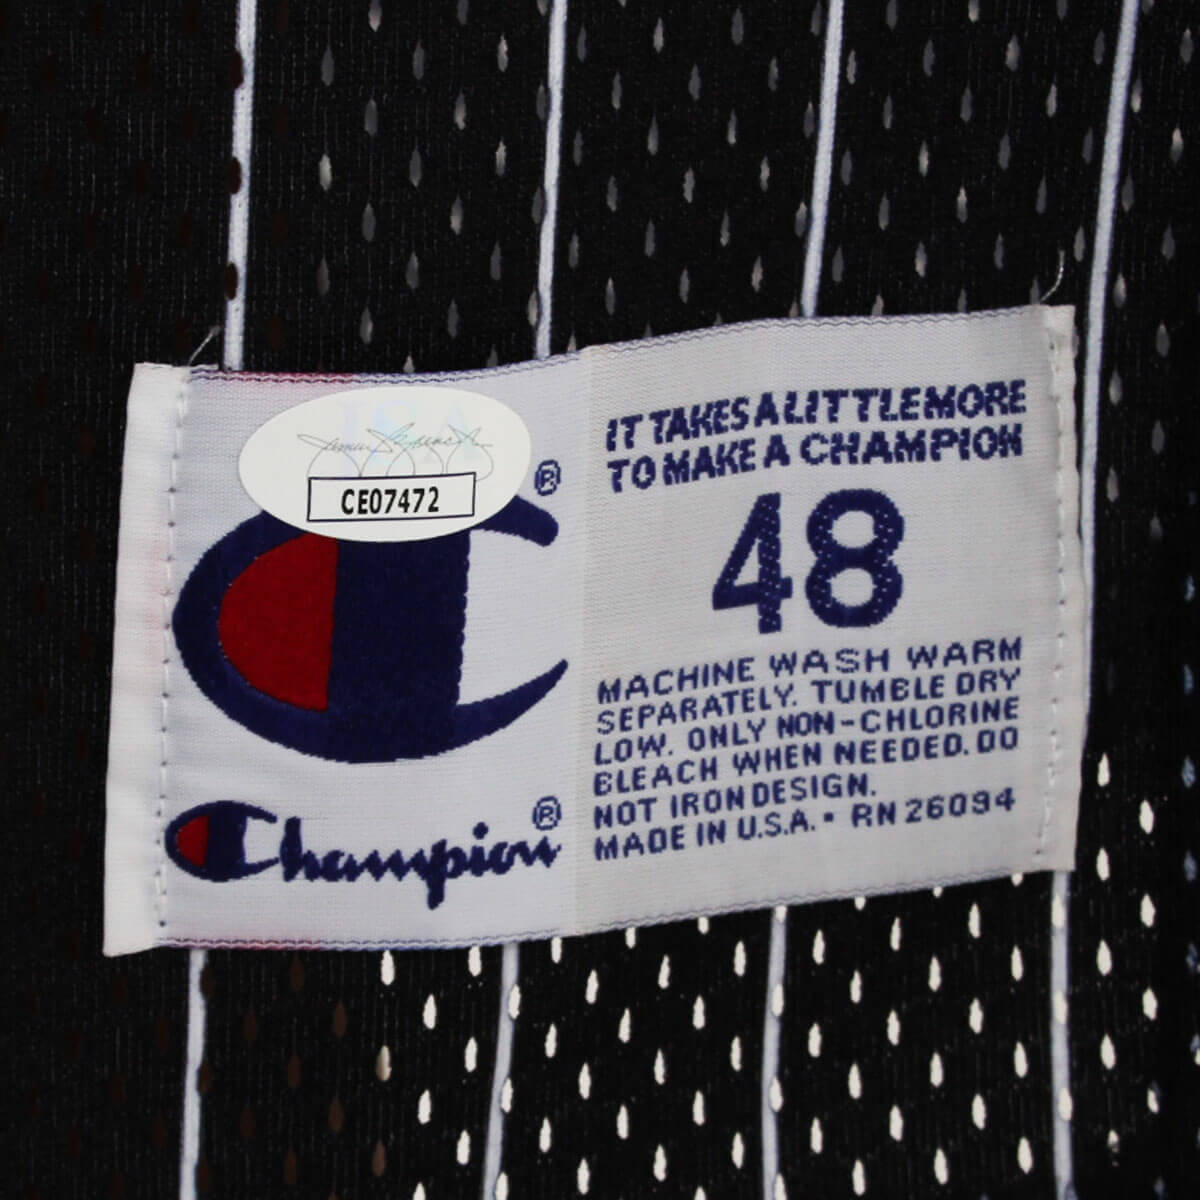 CE07472
®
IT TAKES A LITTLE MORE
TO MAKE A CHAMPION
48
MACHINE WASH WARM
SEPARATELY. TUMBLE DRY
LOW. ONLY NON-CHLORINE
BLEACH WHEN NEEDED. DO
NOT IRON DESIGN.
MADE IN U.S.A. • RN 26094
Champion®